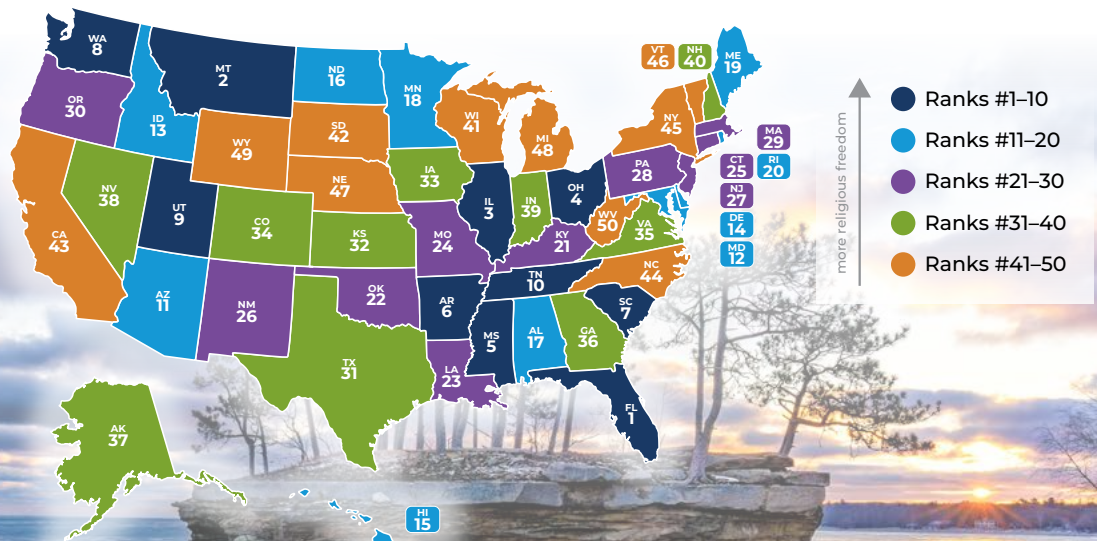 WA
8
MT
2
ND
16
MN
18
VT
46
NH
40
ME
19
OR
30
ID
13
WY
49
SD
42
WI
41
MI
48
NY
45
MA
29
CT
25
RI
20
NJ
27
DE
14
MD
12
NV
38
UT
9
CO
34
NE
47
IA
33
IL
3
IN
39
OH
4
PA
28
WV
50
VA
35
CA
43
KS
32
MO
24
KY
21
NC
44
AZ
11
NM
26
OK
22
AR
6
TN
10
SC
7
TX
31
LA
23
MS
5
AL
17
GA
36
FL
1
AK
37
HI
15
more religious freedom
Ranks #1–10
Ranks #11–20
Ranks #21–30
Ranks #31–40
Ranks #41–50